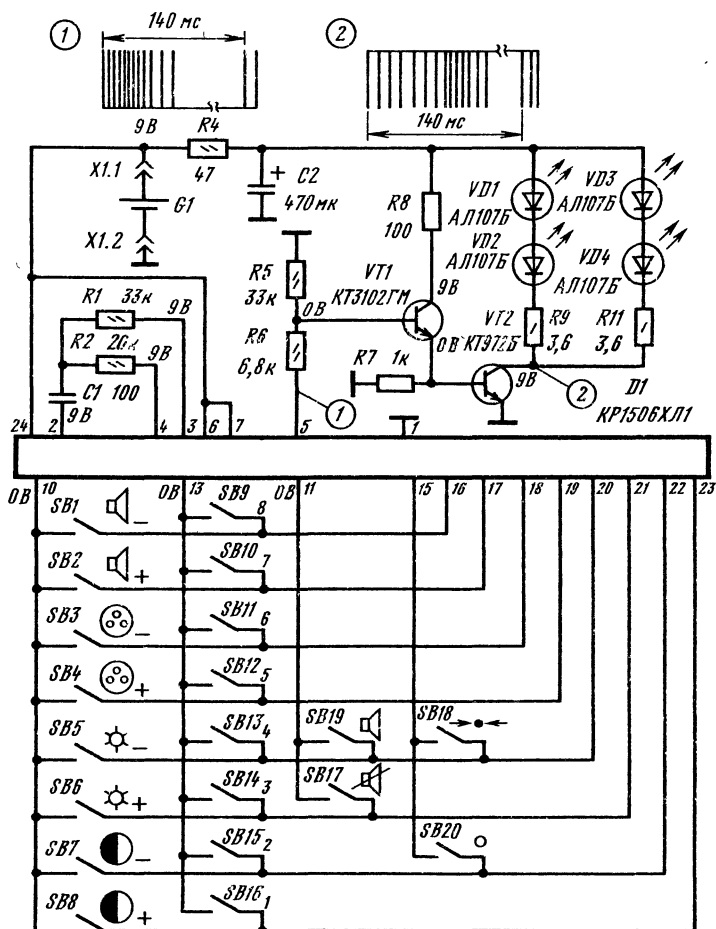 1 140 мс 2
140 мс
9В R4
X1.1 47 + C2
470 мк
G1
X1.2
R8
100
VD1
АЛ107Б
VD2
АЛ107Б
VD3
АЛ107Б
VD4
АЛ107Б
R5
33к
VT1
КТ3102ГМ
9В
R1 33к 9В
R2 20к 9В
C1 100
9В
0В
R6
6,8к
R7 1к
0В
VT2
КТ972Б
9В
R9
3,6
R11
3,6
1
2
D1
КР1506ХЛ1
24 2 4 3 6 7 5 1
0В 10 0В 13 0В 11 15 16 17 18 19 20 21 22 23
SB1 − SB9 8
SB2 + SB10 7
SB3 − SB11 6
SB4 + SB12 5
SB5 − SB13 4 SB19 SB18
SB6 + SB14 3 SB17
SB7 − SB15 2 SB20
SB8 + SB16 1